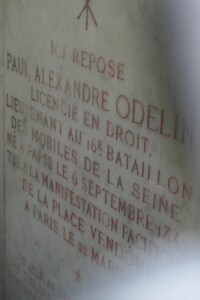 ICI REPOSE
PAUL ALEXANDRE ODELIN
LICENCIÉ EN DROIT,
LIEUTENANT AU 16E BATAILLON
DES MOBILES DE LA SEINE
NÉ À PARIS LE 6 SEPTEMBRE
TUÉ À LA MANIFESTATION PACIFIQUE
DE LA PLACE VENDÔME
À PARIS LE 22 MARS